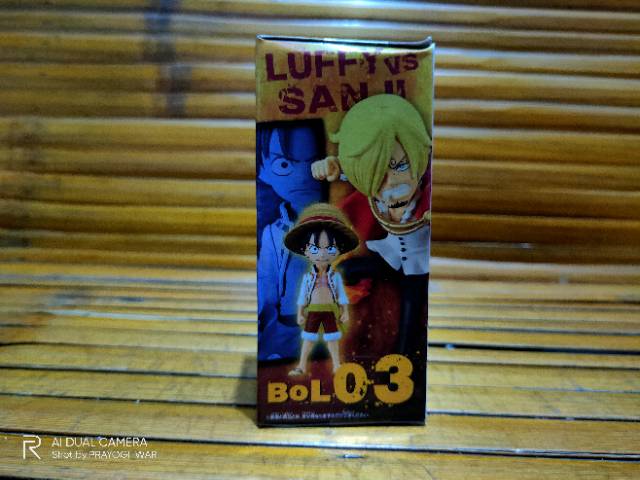 LUFFY VS
SANJI
BoL03
AI DUAL CAMERA
Shot by PRAYOGI WAR